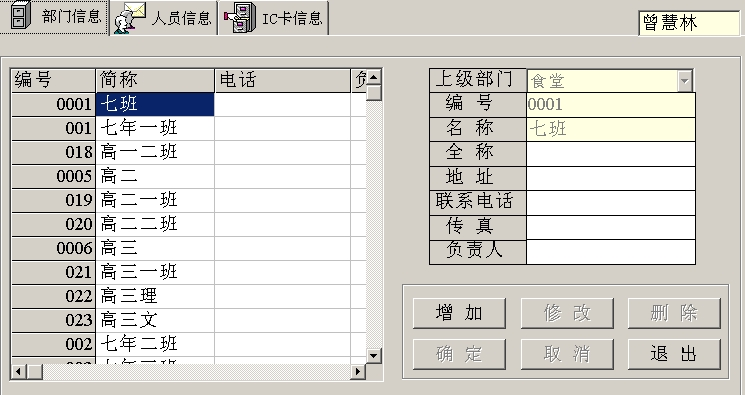 部门信息 人员信息 IC卡信息
曾慧林
编号 简称 电话
0001 七班
001 七年一班
018 高一二班
0005 高二
019 高二一班
020 高二二班
0006 高三
021 高三一班
022 高三理
023 高三文
002 七年二班
上级部门 食堂
编 号 0001
名 称 七班
全 称
地 址
联系电话
传 真
负责人
增 加 修 改 删 除
确 定 取 消 退 出